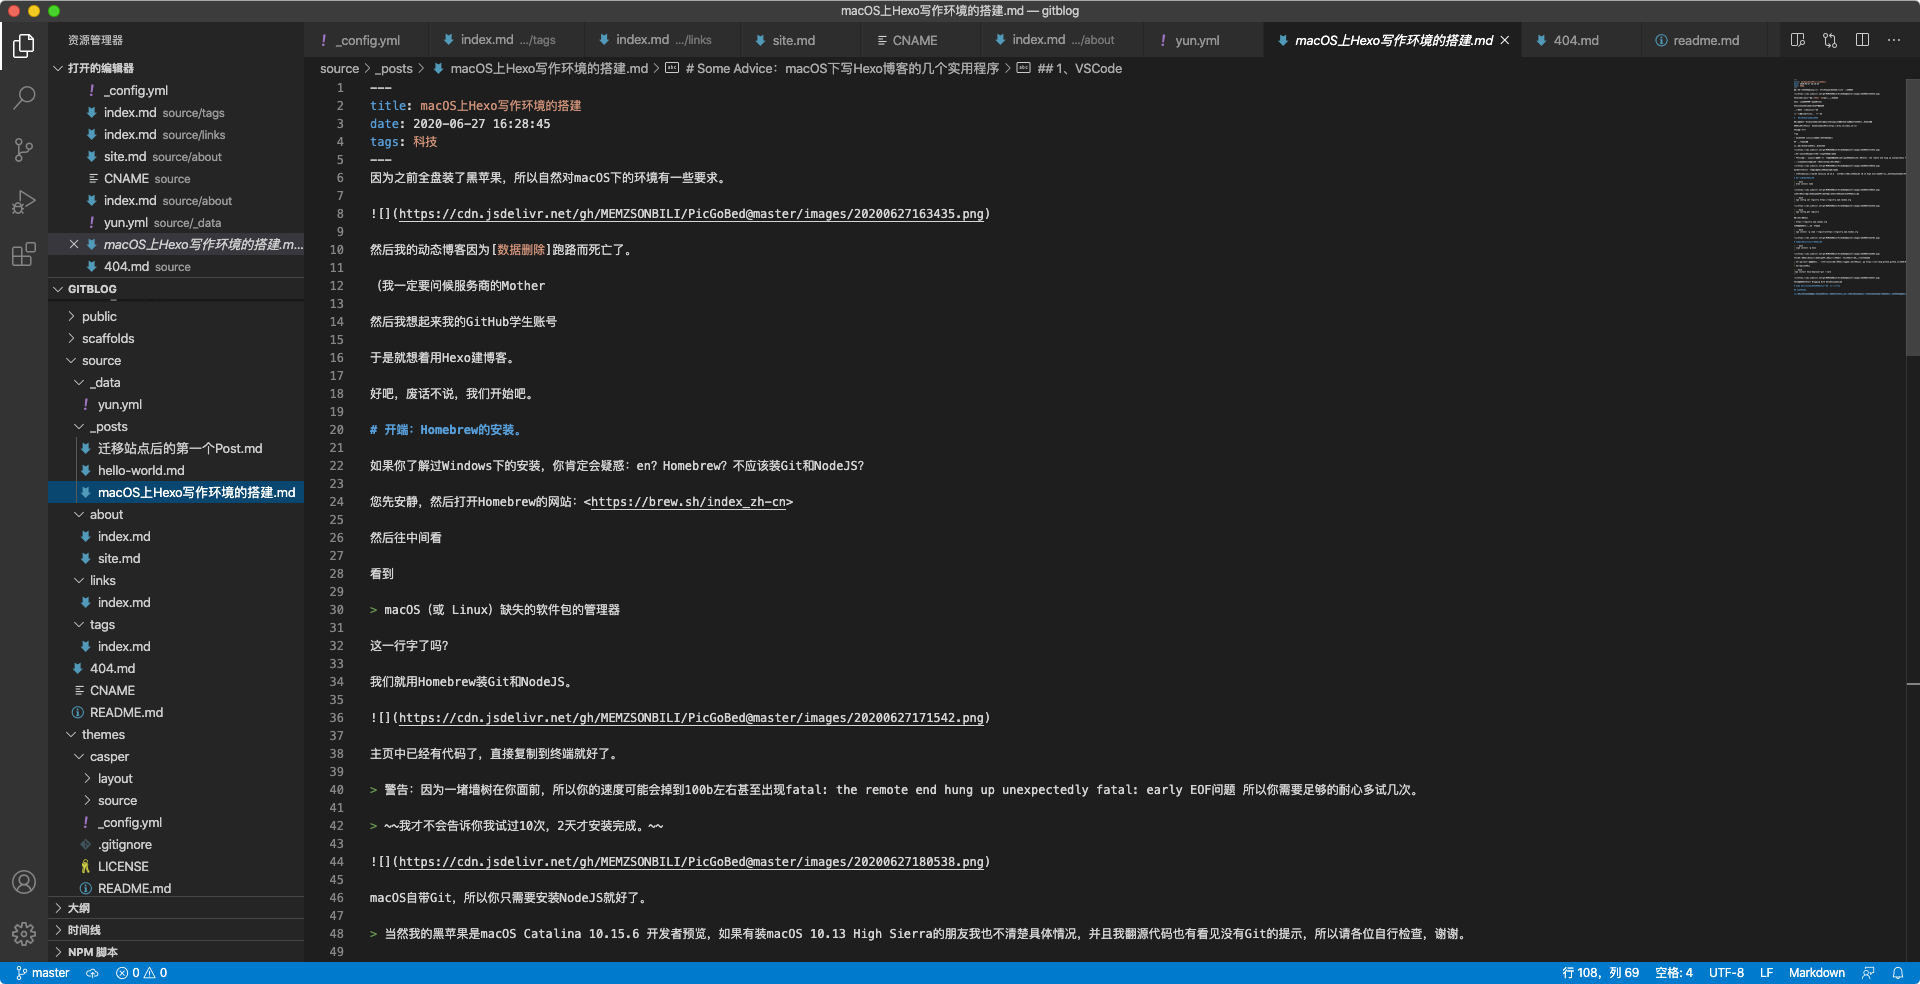 macOS上Hexo写作环境的搭建.md — gitblog
资源管理器
打开的编辑器
_config.yml
index.md source/tags
index.md source/links
site.md source/about
CNAME source
index.md source/about
yun.yml source/_data
macOS上Hexo写作环境的搭建.m...
404.md source
GITBLOG
public
scaffolds
source
_data
yun.yml
_posts
迁移站点后的第一个Post.md
hello-world.md
macOS上Hexo写作环境的搭建.md
about
index.md
site.md
links
index.md
tags
index.md
404.md
CNAME
README.md
themes
casper
layout
source
_config.yml
.gitignore
LICENSE
README.md
大纲
时间线
NPM 脚本
_config.yml index.md .../tags index.md .../links site.md CNAME index.md .../about yun.yml macOS上Hexo写作环境的搭建.md 404.md readme.md
source > _posts > macOS上Hexo写作环境的搭建.md > # Some Advice：macOS下写Hexo博客的几个实用程序 > ## 1、VSCode
1 ---
2 title: macOS上Hexo写作环境的搭建
3 date: 2020-06-27 16:28:45
4 tags: 科技
5 ---
6 因为之前全盘装了黑苹果，所以自然对macOS下的环境有一些要求。
7
8 ![](https://cdn.jsdelivr.net/gh/MEMZSONBILI/PicGoBed@master/images/20200627163435.png)
9
10 然后我的动态博客因为[数据删除]跑路而死亡了。
11
12 （我一定要问候服务商的Mother
13
14 然后我想起来我的GitHub学生账号
15
16 于是就想着用Hexo建博客。
17
18 好吧，废话不说，我们开始吧。
19
20 # 开端：Homebrew的安装。
21
22 如果你了解过Windows下的安装，你肯定会疑惑：en？Homebrew？不应该装Git和NodeJS？
23
24 您先安静，然后打开Homebrew的网站：<https://brew.sh/index_zh-cn>
25
26 然后往中间看
27
28 看到
29
30 > macOS（或 Linux）缺失的软件包的管理器
31
32 这一行字了吗？
33
34 我们就用Homebrew装Git和NodeJS。
35
36 ![](https://cdn.jsdelivr.net/gh/MEMZSONBILI/PicGoBed@master/images/20200627171542.png)
37
38 主页中已经有代码了，直接复制到终端就好了。
39
40 > 警告：因为一堵墙树在你面前，所以你的速度可能会掉到100b左右甚至出现fatal: the remote end hung up unexpectedly fatal: early EOF问题 所以你需要足够的耐心多试几次。
41
42 > ~~我才不会告诉你我试过10次，2天才安装完成。~~
43
44 ![](https://cdn.jsdelivr.net/gh/MEMZSONBILI/PicGoBed@master/images/20200627180538.png)
45
46 macOS自带Git，所以你只需要安装NodeJS就好了。
47
48 > 当然我的黑苹果是macOS Catalina 10.15.6 开发者预览，如果有装macOS 10.13 High Sierra的朋友我也不清楚具体情况，并且我翻源代码也有看见没有Git的提示，所以请各位自行检查，谢谢。
49
master 0 0 行 108，列 69 空格: 4 UTF-8 LF Markdown